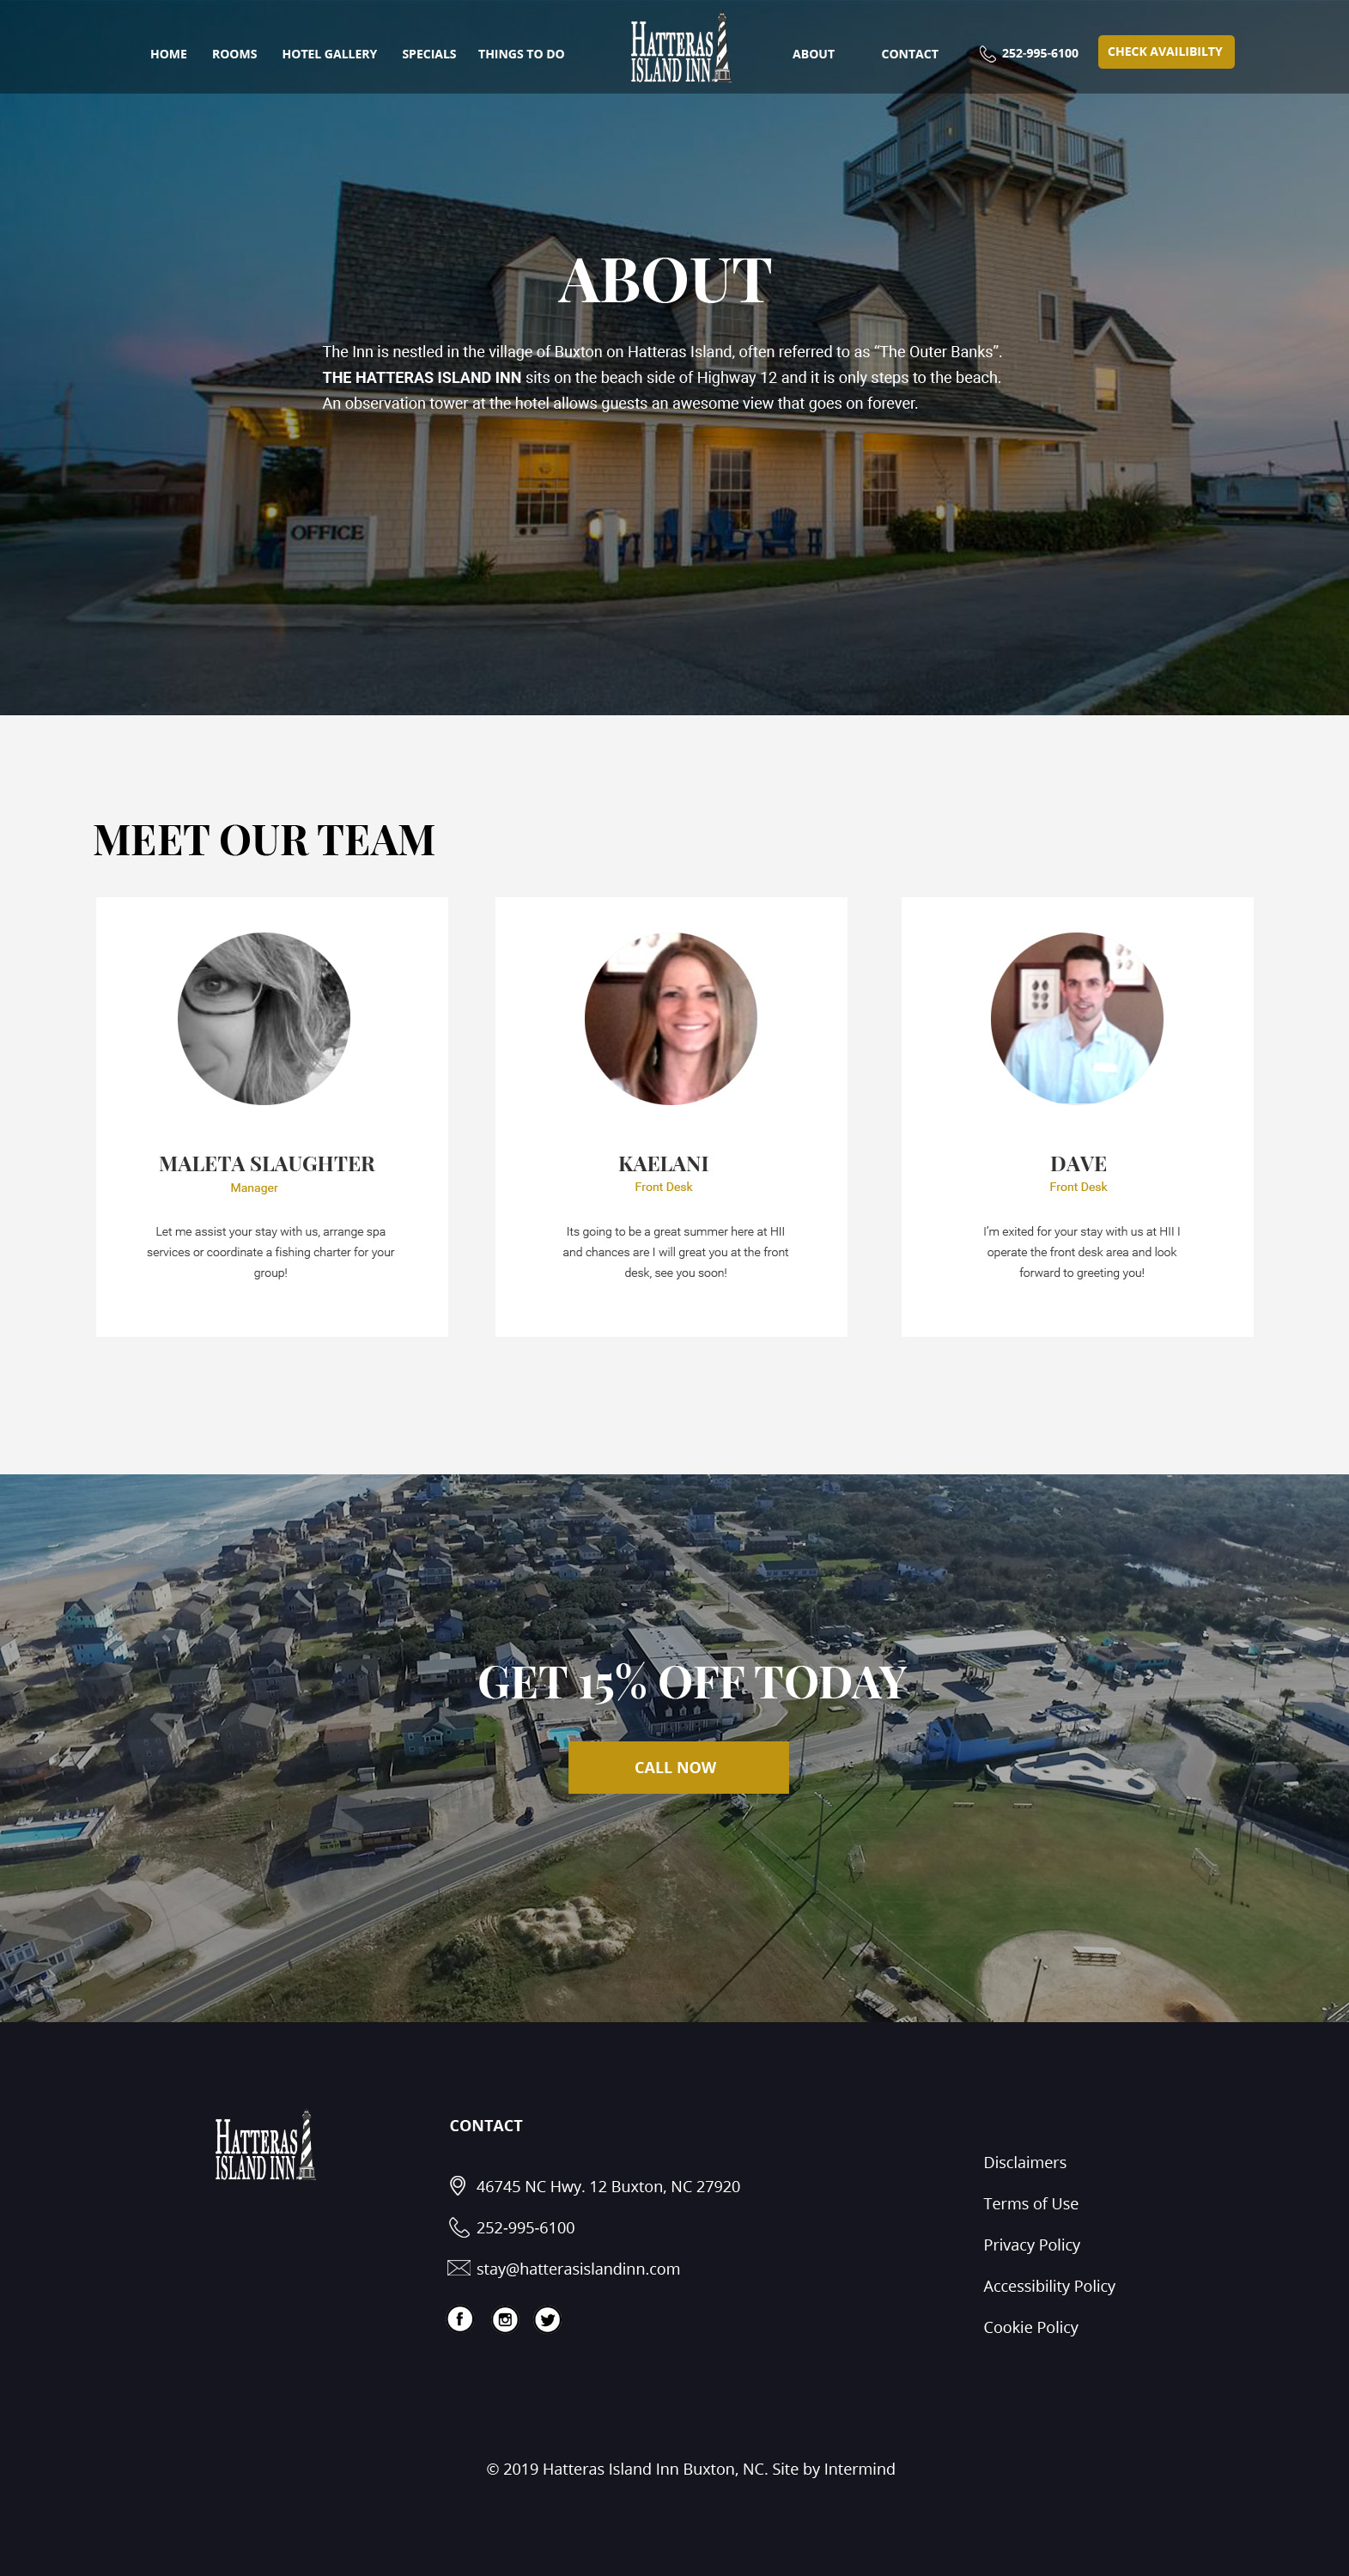 HOME ROOMS HOTEL GALLERY SPECIALS THINGS TO DO
HATTERAS
ISLAND INN
ABOUT CONTACT 252-995-6100 CHECK AVAILIBILTY
ABOUT
The Inn is nestled in the village of Buxton on Hatteras Island, often referred to as “The Outer Banks”.
THE HATTERAS ISLAND INN sits on the beach side of Highway 12 and it is only steps to the beach.
An observation tower at the hotel allows guests an awesome view that goes on forever.
OFFICE
MEET OUR TEAM
MALETA SLAUGHTER
Manager
Let me assist your stay with us, arrange spa
services or coordinate a fishing charter for your
group!
KAELANI
Front Desk
Its going to be a great summer here at HII
and chances are I will great you at the front
desk, see you soon!
DAVE
Front Desk
I'm exited for your stay with us at HII I
operate the front desk area and look
forward to greeting you!
GET 15% OFF TODAY
CALL NOW
HATTERAS
ISLAND INN
CONTACT
46745 NC Hwy. 12 Buxton, NC 27920
252-995-6100
stay@hatterasislandinn.com
Disclaimers
Terms of Use
Privacy Policy
Accessibility Policy
Cookie Policy
© 2019 Hatteras Island Inn Buxton, NC. Site by Intermind